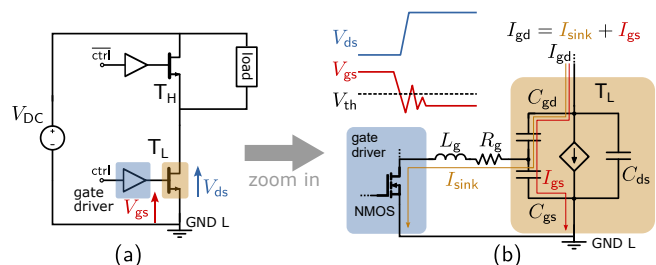 ctrl
T_H
load
V_DC
T_L
ctrl
gate
driver
V_gs
V_ds
GND L
(a)
zoom in
V_ds
V_gs
V_th
I_gd = I_sink + I_gs
I_gd
C_gd
T_L
gate
driver
L_g
R_g
I_sink
I_gs
C_ds
NMOS
C_gs
GND L
(b)